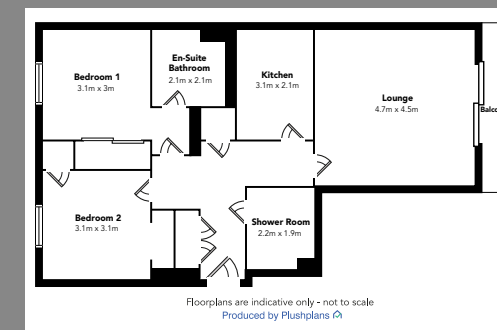 Bedroom 1
3.1m x 3m
En-Suite
Bathroom
2.1m x 2.1m
Kitchen
3.1m x 2.1m
Lounge
4.7m x 4.5m
Balco
Bedroom 2
3.1m x 3.1m
Shower Room
2.2m x 1.9m
Floorplans are indicative only - not to scale
Produced by Plushplans